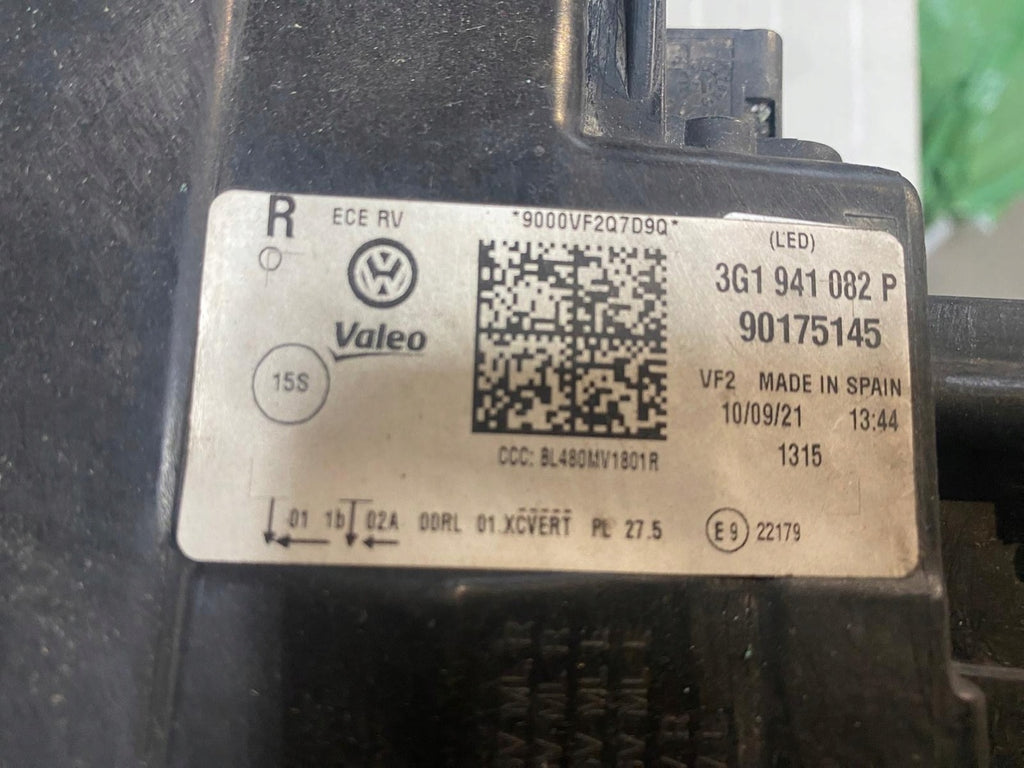 R
ECE RV
*9000VF2Q7D9Q*
(LED)
3G1 941 082 P
90175145
Valeo
15S
VF2 MADE IN SPAIN
10/09/21 13:44
1315
CCC: BL480MV1801R
01 1b 02A 00RL 01.XCVERT PL 27.5
E9 22179